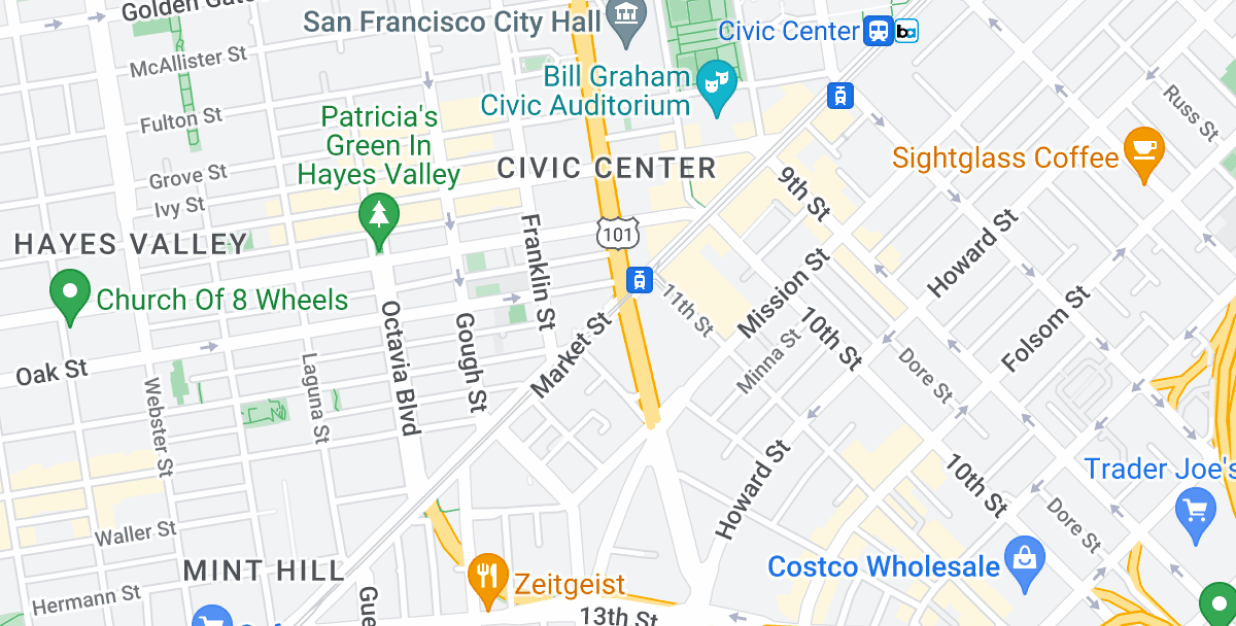 Golden Gate
San Francisco City Hall
Civic Center
McAllister St
Bill Graham
Civic Auditorium
Russ St
Fulton St
Patricia's
Green In
Hayes Valley
CIVIC CENTER
Sightglass Coffee
Grove St
Ivy St
9th St
HAYES VALLEY
Franklin St
101
Howard St
Mission St
Church Of 8 Wheels
11th St
Octavia Blvd
Gough St
Market St
10th St
Folsom St
Minna St
Oak St
Laguna St
Webster St
Dore St
Howard St
10th St
Trader Joe's
Waller St
Dore St
MINT HILL
Costco Wholesale
Zeitgeist
Hermann St
Gue
13th St